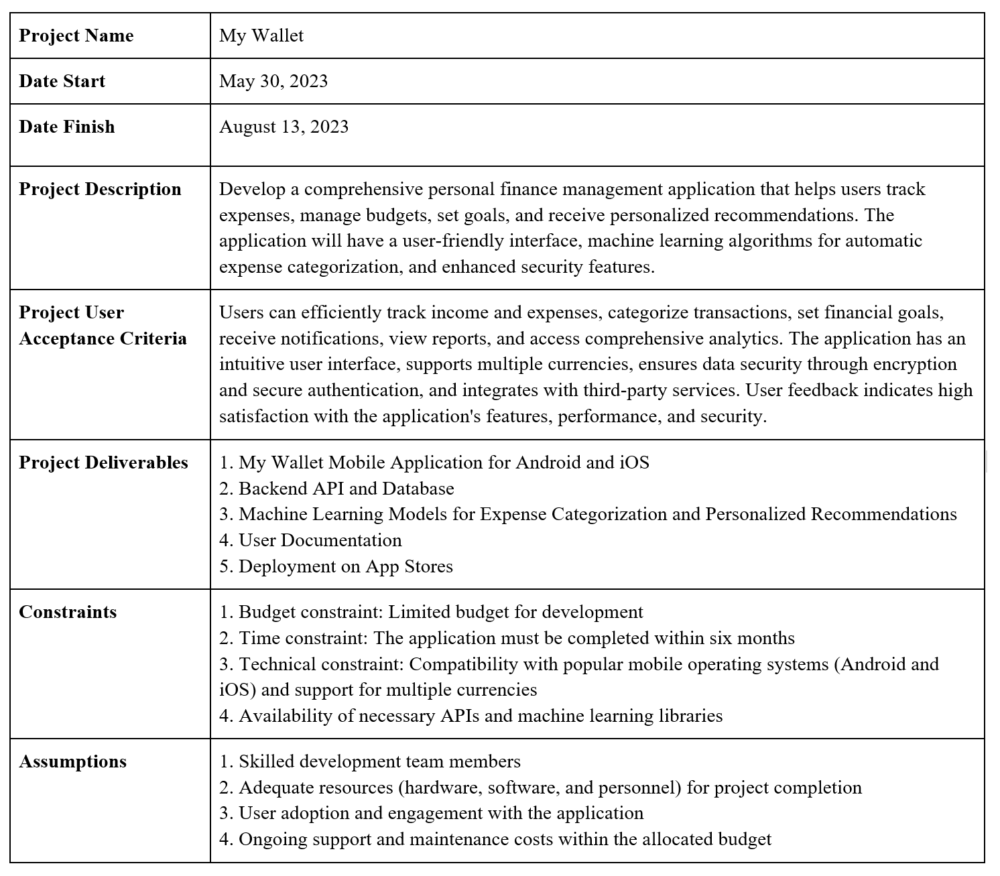 Project Name
My Wallet
Date Start
May 30, 2023
Date Finish
August 13, 2023
Project Description
Develop a comprehensive personal finance management application that helps users track
expenses, manage budgets, set goals, and receive personalized recommendations. The
application will have a user-friendly interface, machine learning algorithms for automatic
expense categorization, and enhanced security features.
Project User
Acceptance Criteria
Users can efficiently track income and expenses, categorize transactions, set financial goals,
receive notifications, view reports, and access comprehensive analytics. The application has an
intuitive user interface, supports multiple currencies, ensures data security through encryption
and secure authentication, and integrates with third-party services. User feedback indicates high
satisfaction with the application's features, performance, and security.
Project Deliverables
1. My Wallet Mobile Application for Android and iOS
2. Backend API and Database
3. Machine Learning Models for Expense Categorization and Personalized Recommendations
4. User Documentation
5. Deployment on App Stores
Constraints
1. Budget constraint: Limited budget for development
2. Time constraint: The application must be completed within six months
3. Technical constraint: Compatibility with popular mobile operating systems (Android and
iOS) and support for multiple currencies
4. Availability of necessary APIs and machine learning libraries
Assumptions
1. Skilled development team members
2. Adequate resources (hardware, software, and personnel) for project completion
3. User adoption and engagement with the application
4. Ongoing support and maintenance costs within the allocated budget